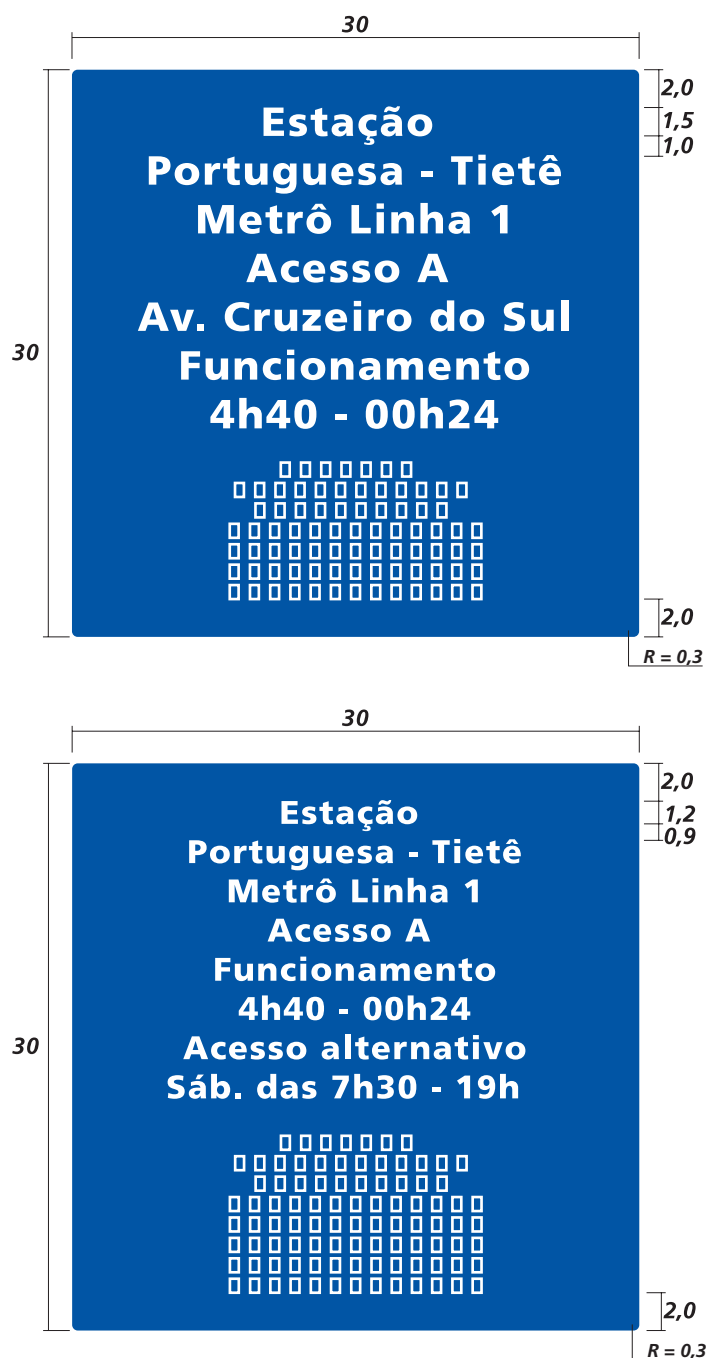 30
2,0
1,5
1,0
Estação
Portuguesa - Tietê
Metrô Linha 1
Acesso A
Av. Cruzeiro do Sul
Funcionamento
4h40 - 00h24
30
2,0
R = 0,3
30
2,0
1,2
0,9
Estação
Portuguesa - Tietê
Metrô Linha 1
Acesso A
Funcionamento
4h40 - 00h24
Acesso alternativo
Sáb. das 7h30 - 19h
30
2,0
R = 0,3